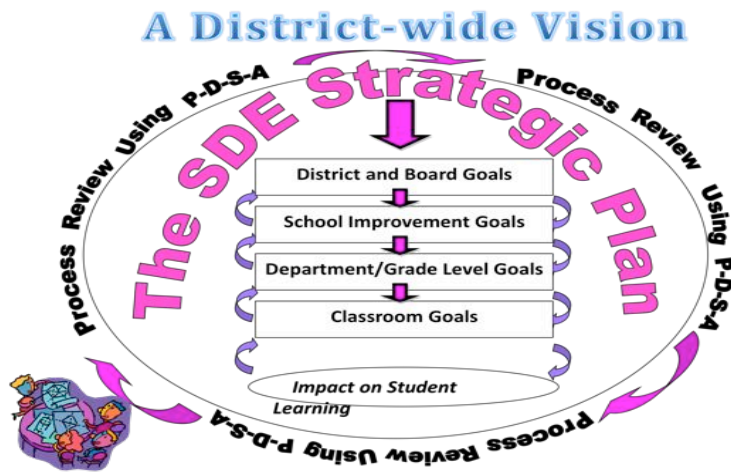 A District-wide Vision
Process Review Using P-D-S-A
Process Review Using P-D-S-A
The SDE Strategic Plan
District and Board Goals
School Improvement Goals
Department/Grade Level Goals
Classroom Goals
Impact on Student
Learning
Process Review Using P-D-S-A